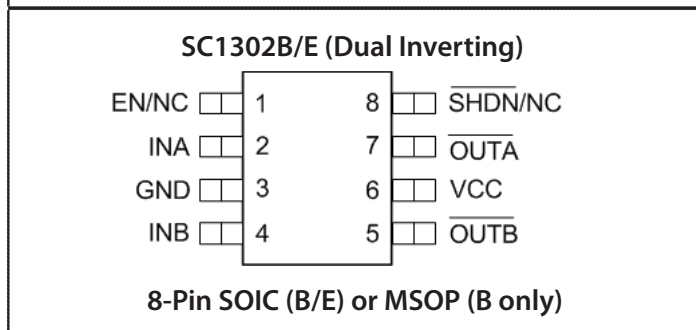 SC1302B/E (Dual Inverting)
EN/NC 1 8 SHDN/NC
INA 2 7 OUTA
GND 3 6 VCC
INB 4 5 OUTB
8-Pin SOIC (B/E) or MSOP (B only)